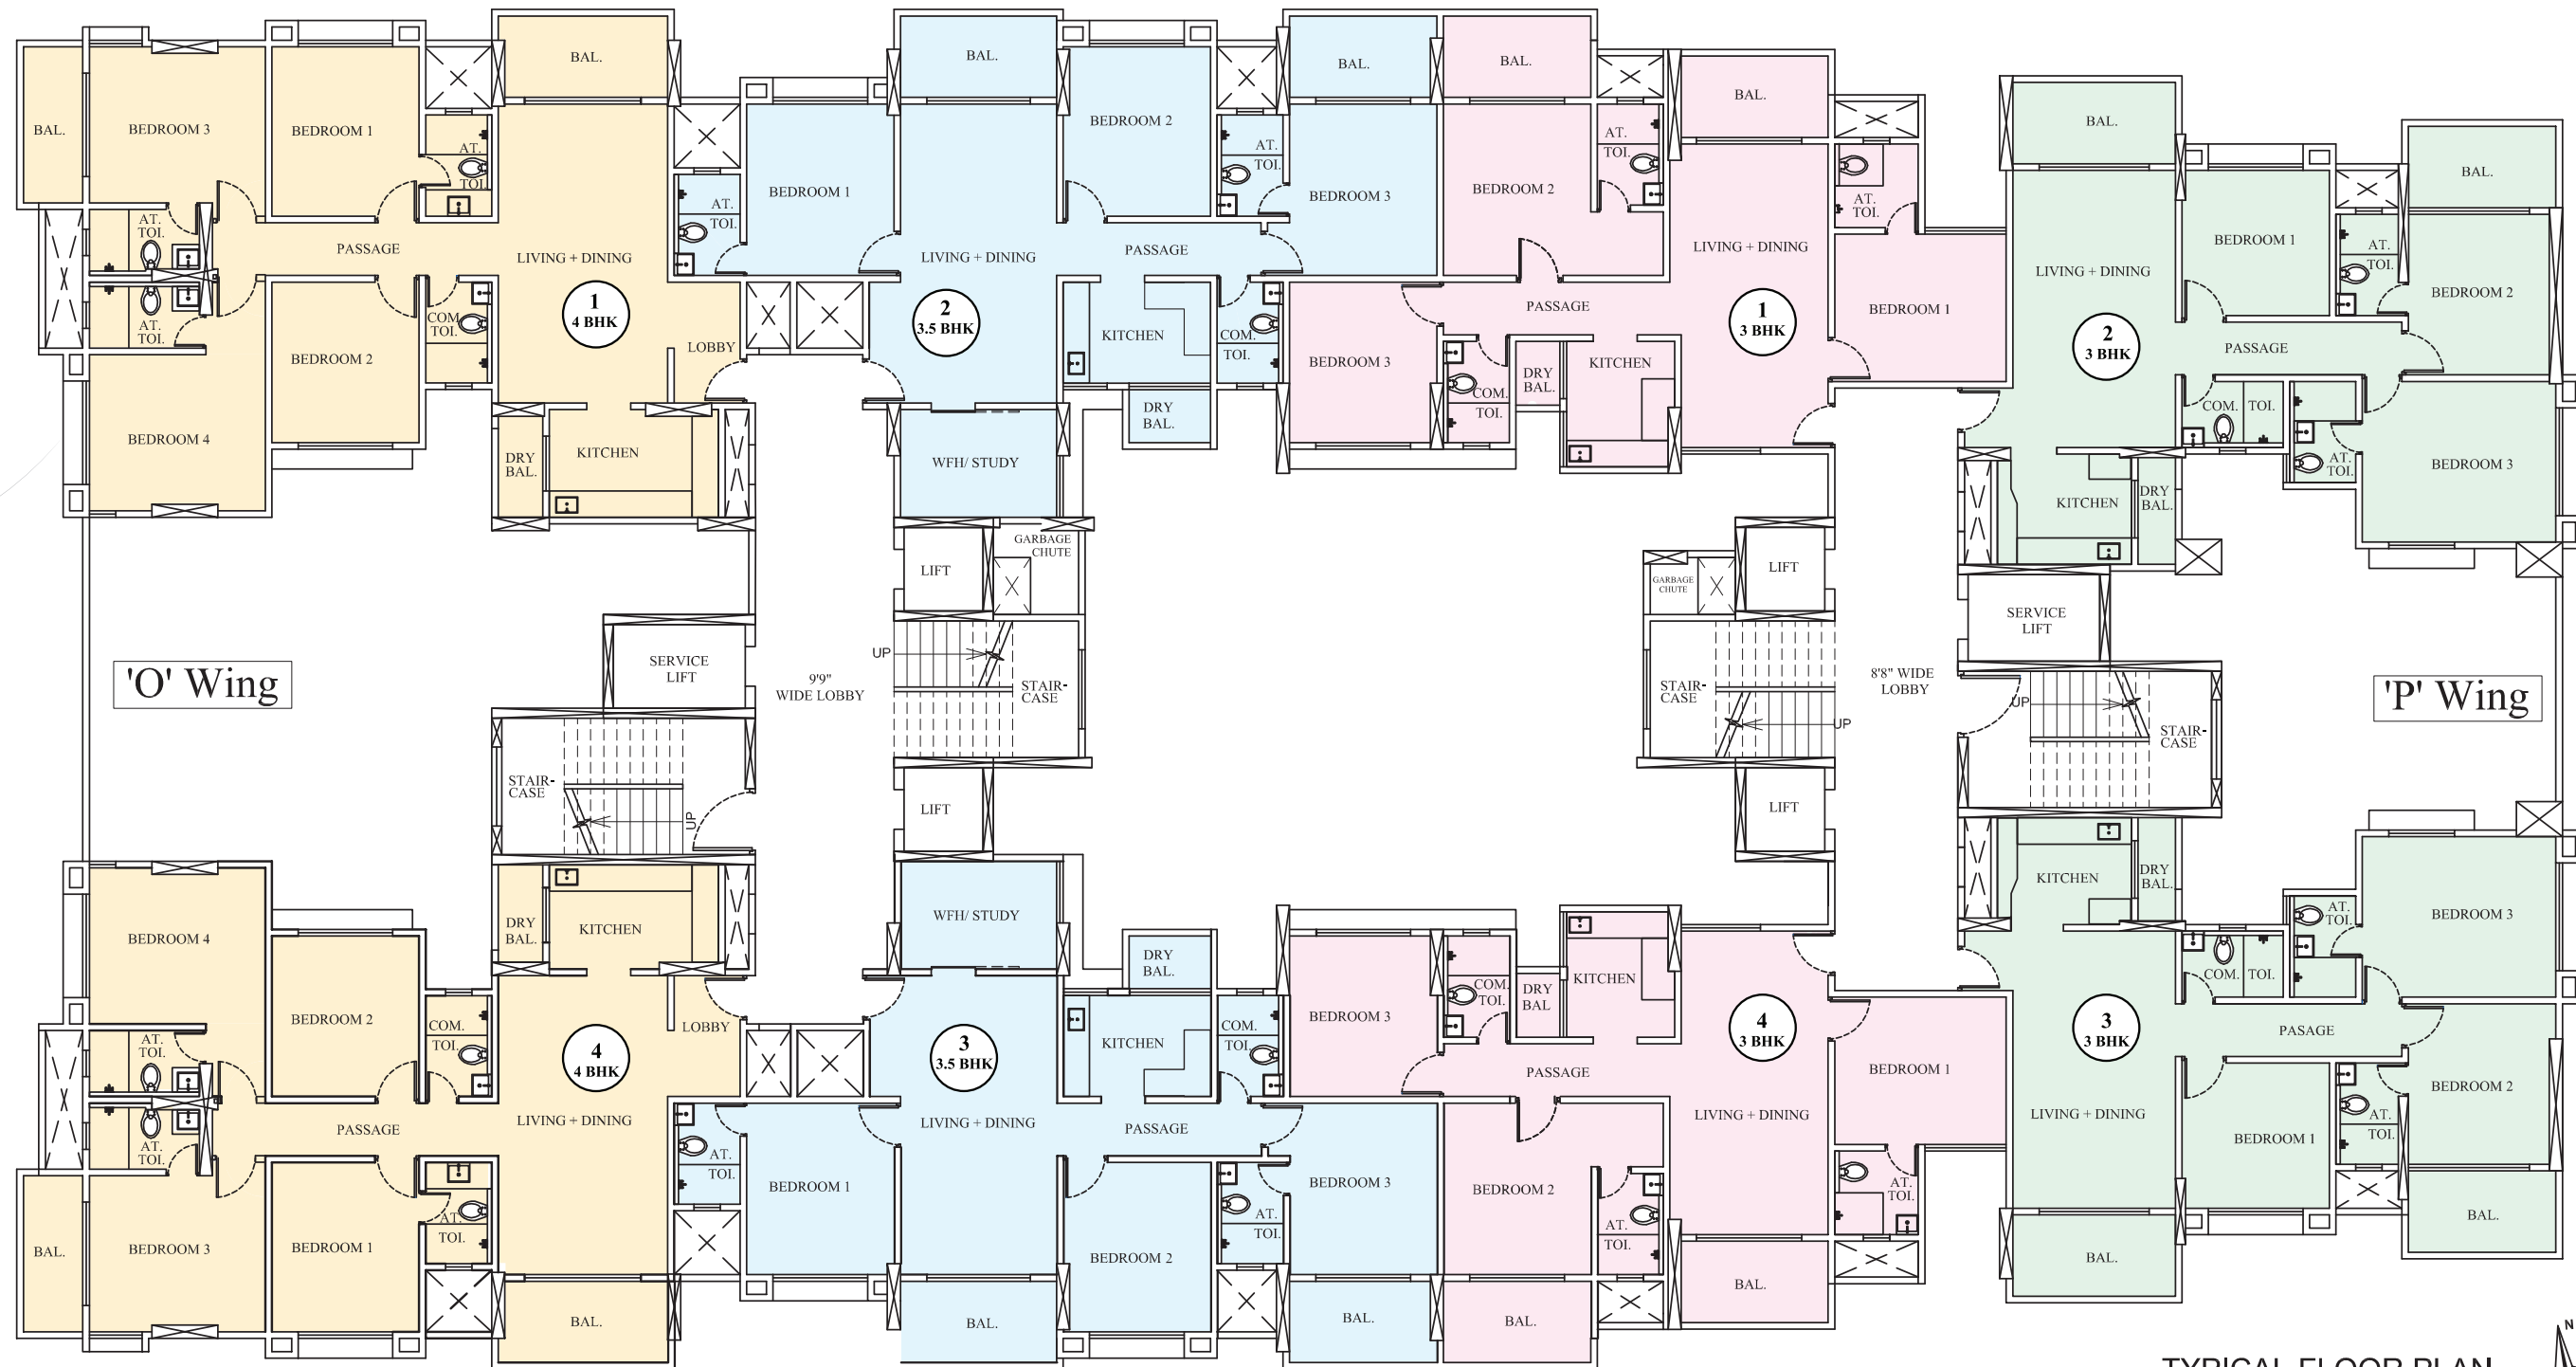 BAL.
BEDROOM 3
BEDROOM 1
AT.
TOI.
BAL.
AT.
TOI.
PASSAGE
LIVING + DINING
1
4 BHK
AT.
TOI.
BEDROOM 4
BEDROOM 2
COM.
TOI.
LOBBY
DRY
BAL.
KITCHEN
BAL.
BEDROOM 2
BEDROOM 1
AT.
TOI.
LIVING + DINING
2
3.5 BHK
PASSAGE
AT.
TOI.
BAL.
BEDROOM 3
KITCHEN
COM.
TOI.
DRY
BAL.
WFH/ STUDY
BAL.
BEDROOM 2
AT.
TOI.
BAL.
LIVING + DINING
1
3 BHK
AT.
TOI.
BEDROOM 1
PASSAGE
BEDROOM 3
COM.
TOI.
DRY
BAL.
KITCHEN
BAL.
LIVING + DINING
2
3 BHK
BEDROOM 1
AT.
TOI.
BAL.
BEDROOM 2
PASSAGE
COM.
TOI.
AT.
TOI.
BEDROOM 3
KITCHEN
DRY
BAL.
LIFT
GARBAGE
CHUTE
GARBAGE
CHUTE
LIFT
SERVICE
LIFT
'O' Wing
SERVICE
LIFT
9'9"
WIDE LOBBY
UP
STAIR-
CASE
STAIR-
CASE
UP
8'8" WIDE
LOBBY
UP
STAIR-
CASE
'P' Wing
STAIR-
CASE
UP
LIFT
LIFT
BEDROOM 4
BEDROOM 2
COM.
TOI.
DRY
BAL.
KITCHEN
LOBBY
4
4 BHK
AT.
TOI.
AT.
TOI.
PASSAGE
LIVING + DINING
BAL.
BEDROOM 3
BEDROOM 1
AT.
TOI.
BAL.
WFH/ STUDY
DRY
BAL.
3
3.5 BHK
KITCHEN
COM.
TOI.
LIVING + DINING
PASSAGE
AT.
TOI.
BEDROOM 1
BEDROOM 2
AT.
TOI.
BEDROOM 3
BAL.
BAL.
BEDROOM 3
COM.
TOI.
DRY
BAL
KITCHEN
4
3 BHK
PASSAGE
BEDROOM 1
LIVING + DINING
BEDROOM 2
AT.
TOI.
AT.
TOI.
BAL.
BAL.
KITCHEN
DRY
BAL.
AT.
TOI.
BEDROOM 3
COM.
TOI.
3
3 BHK
PASAGE
LIVING + DINING
BEDROOM 1
AT.
TOI.
BEDROOM 2
BAL.
BAL.
N
TYPICAL FLOOR PLAN